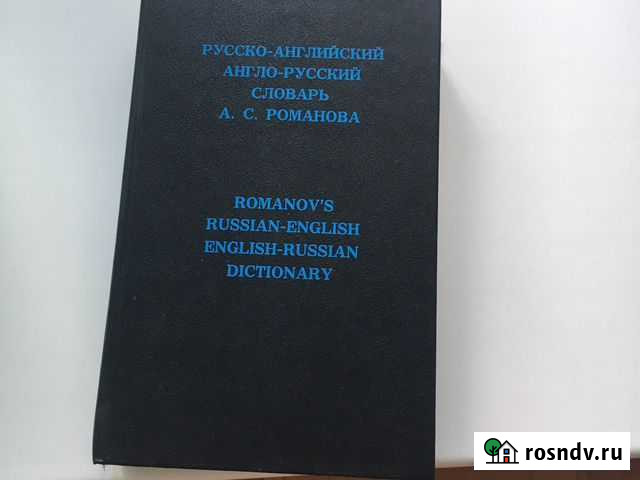 РУССКО-АНГЛИЙСКИЙ
АНГЛО-РУССКИЙ
СЛОВАРЬ
А. С. РОМАНОВА
ROMANOV'S
RUSSIAN-ENGLISH
ENGLISH-RUSSIAN
DICTIONARY
rosndv.ru